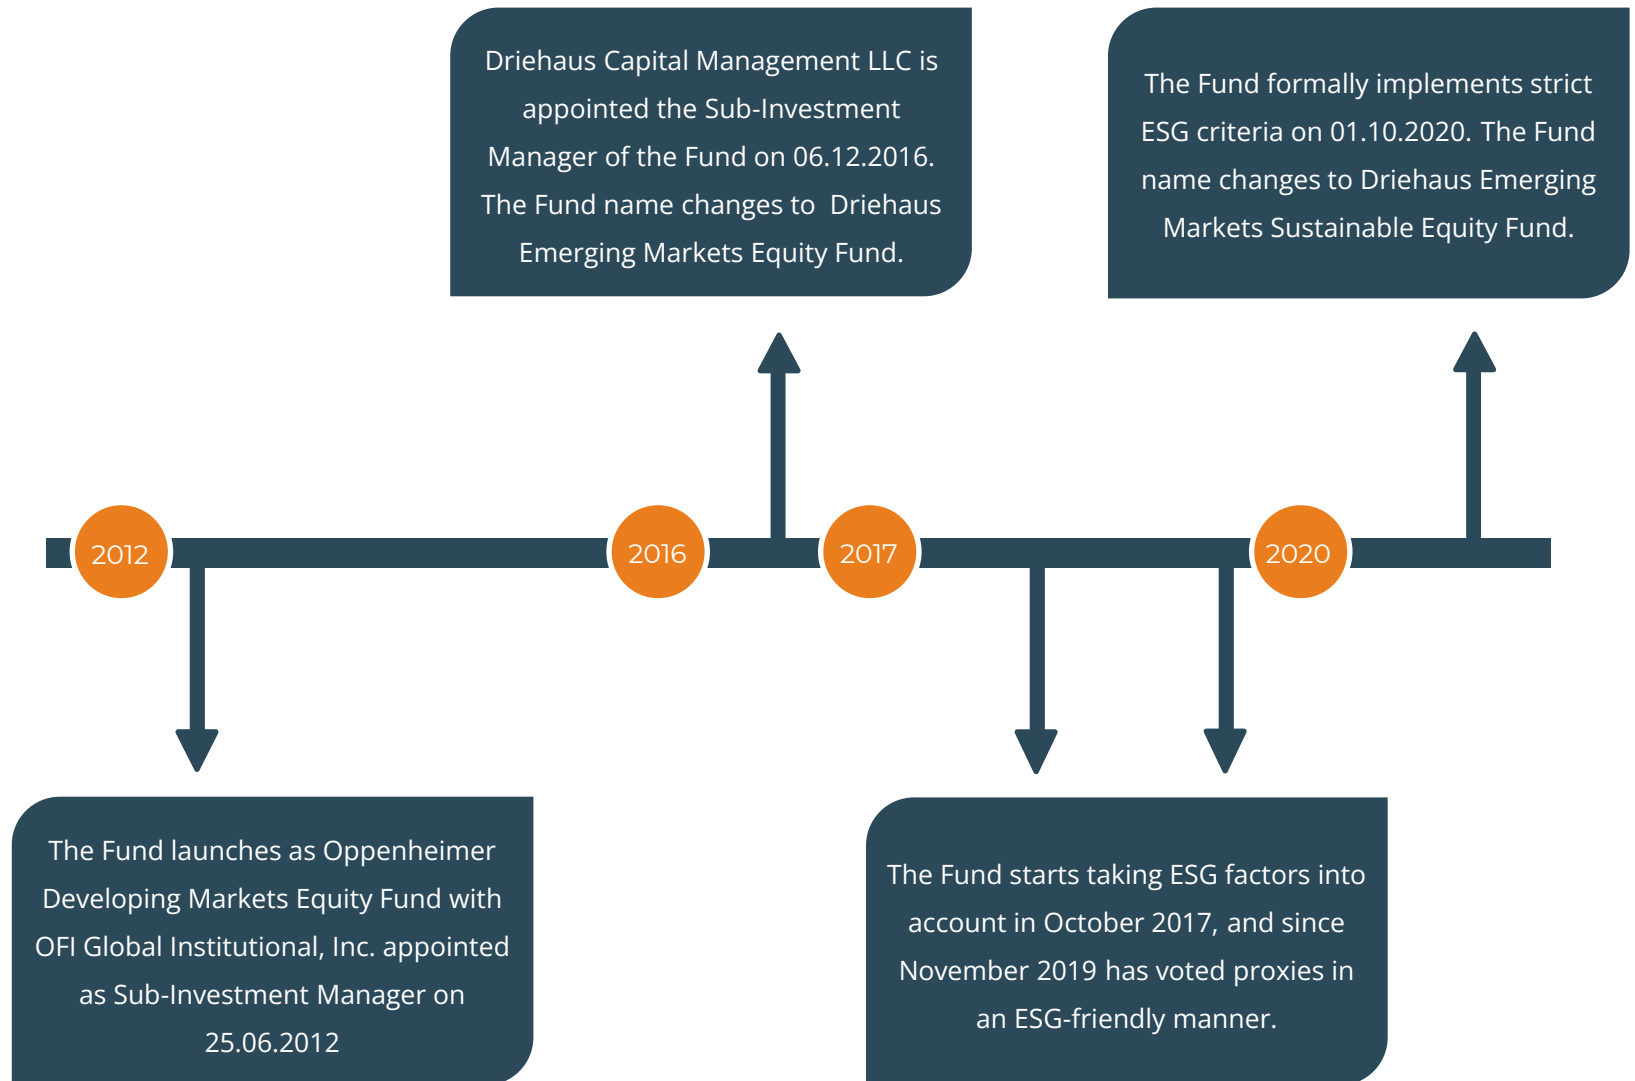 Driehaus Capital Management LLC is
appointed the Sub-Investment
Manager of the Fund on 06.12.2016.
The Fund name changes to  Driehaus
Emerging Markets Equity Fund.
The Fund formally implements strict
ESG criteria on 01.10.2020. The Fund
name changes to Driehaus Emerging
Markets Sustainable Equity Fund.
2012
2016
2017
2020
The Fund launches as Oppenheimer
Developing Markets Equity Fund with
OFI Global Institutional, Inc. appointed
as Sub-Investment Manager on
25.06.2012
The Fund starts taking ESG factors into
account in October 2017, and since
November 2019 has voted proxies in
an ESG-friendly manner.